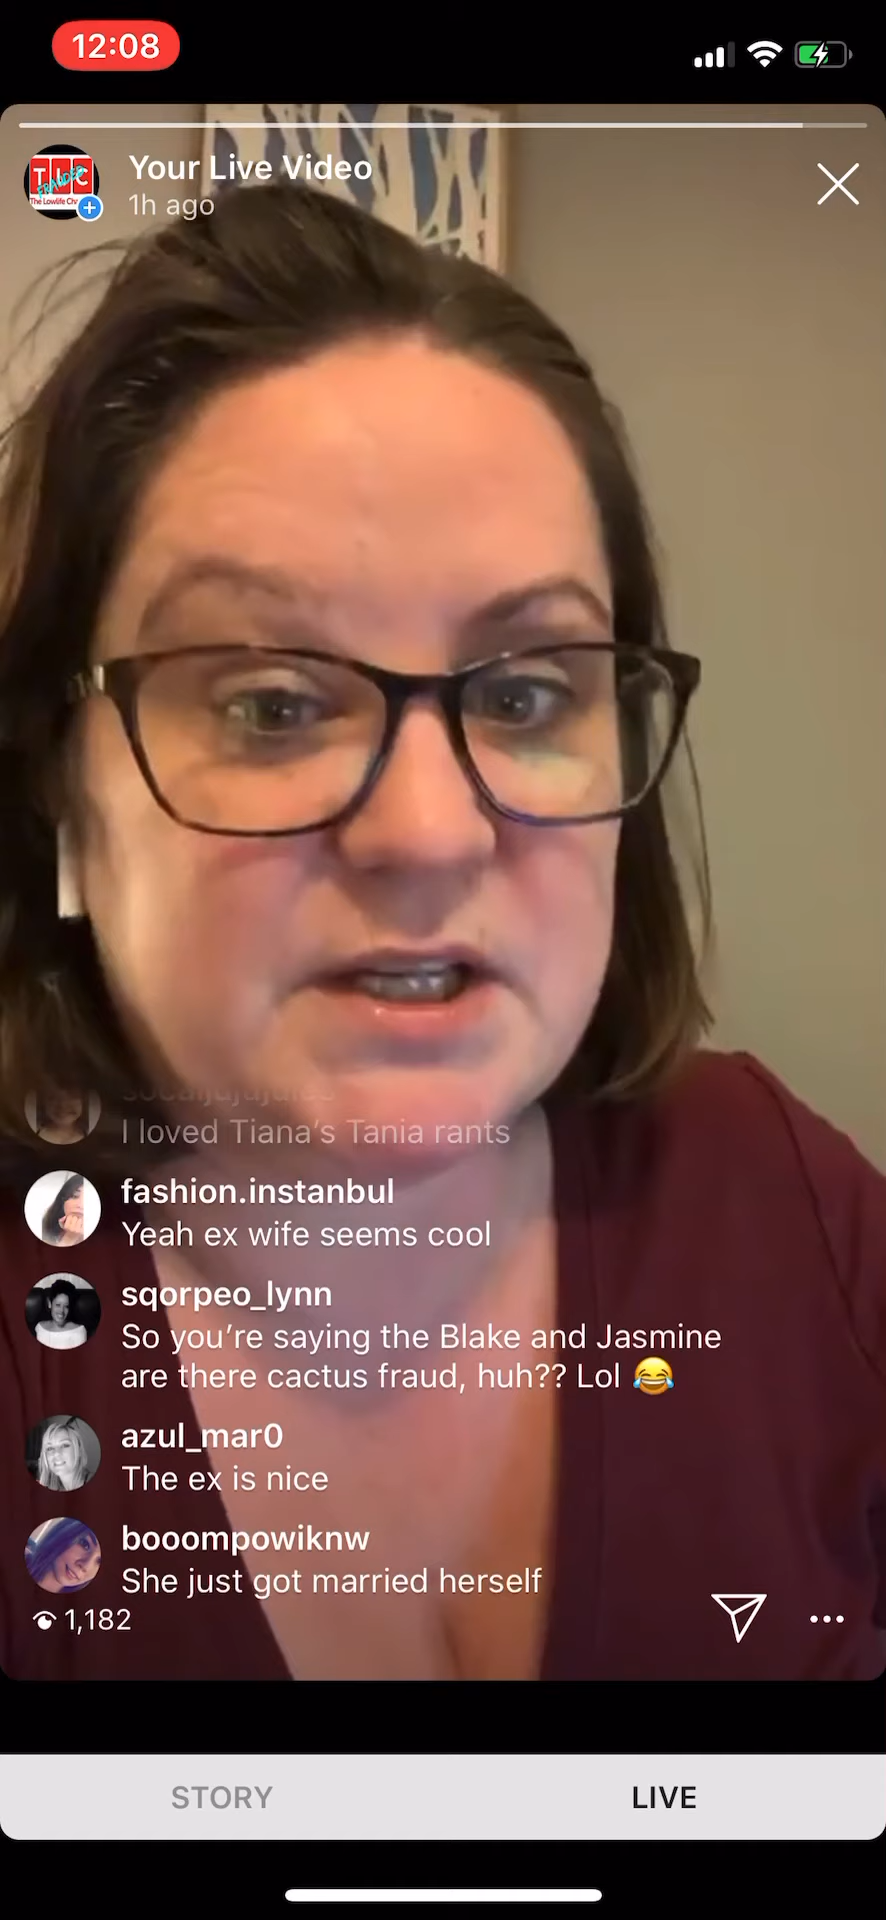 12:08
Your Live Video
1h ago
TLC
FRAUDED
I loved Tiana's Tania rants
fashion.instanbul
Yeah ex wife seems cool
sqorpeo_lynn
So you're saying the Blake and Jasmine
are there cactus fraud, huh?? Lol 😂
azul_mar0
The ex is nice
booompowiknw
She just got married herself
1,182
STORY
LIVE